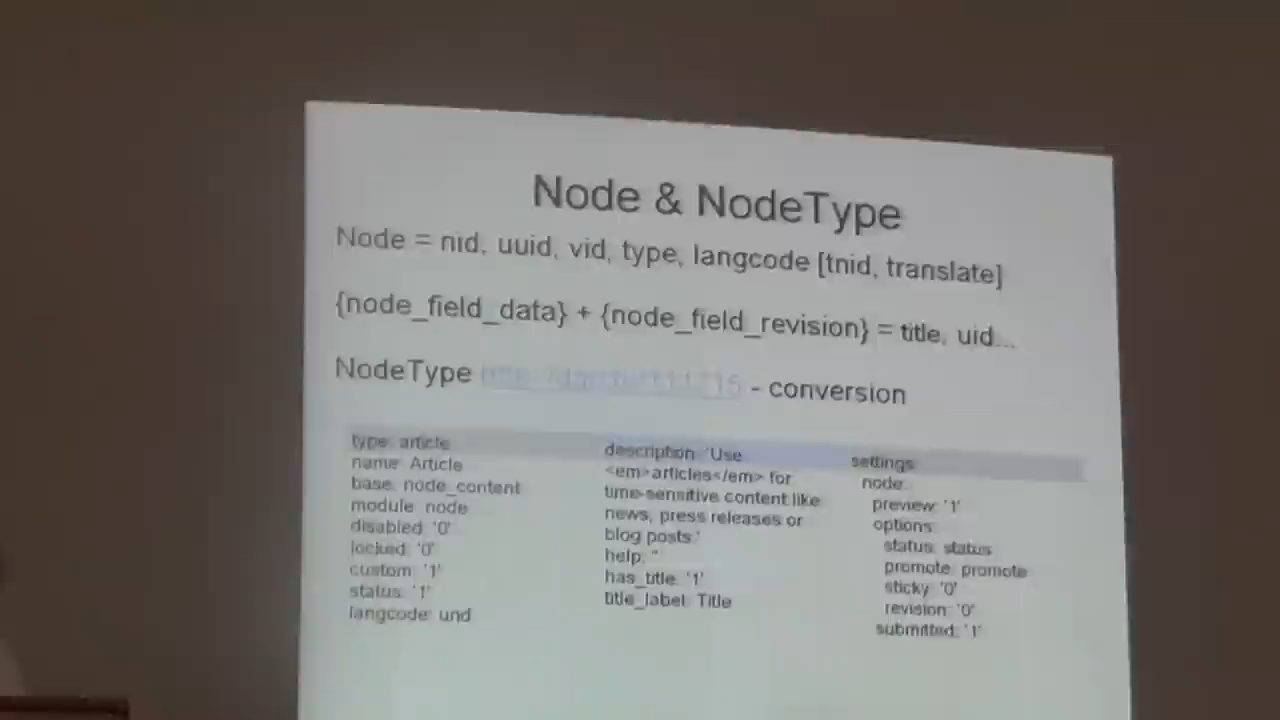 Node & NodeType
Node = nid, uuid, vid, type, langcode [tnid, translate]
{node_field_data} + {node_field_revision} = title, uid...
NodeType - conversion
type: article
name: Article
base: node_content
module: node
disabled: '0'
locked: '0'
custom: '1'
status: '1'
langcode: und
description: 'Use
<em>articles</em> for
time-sensitive content like
news, press releases or
blog posts.'
help: ''
has_title: '1'
title_label: Title
settings:
node:
preview: '1'
options:
status: status
promote: promote
sticky: '0'
revision: '0'
submitted: '1'